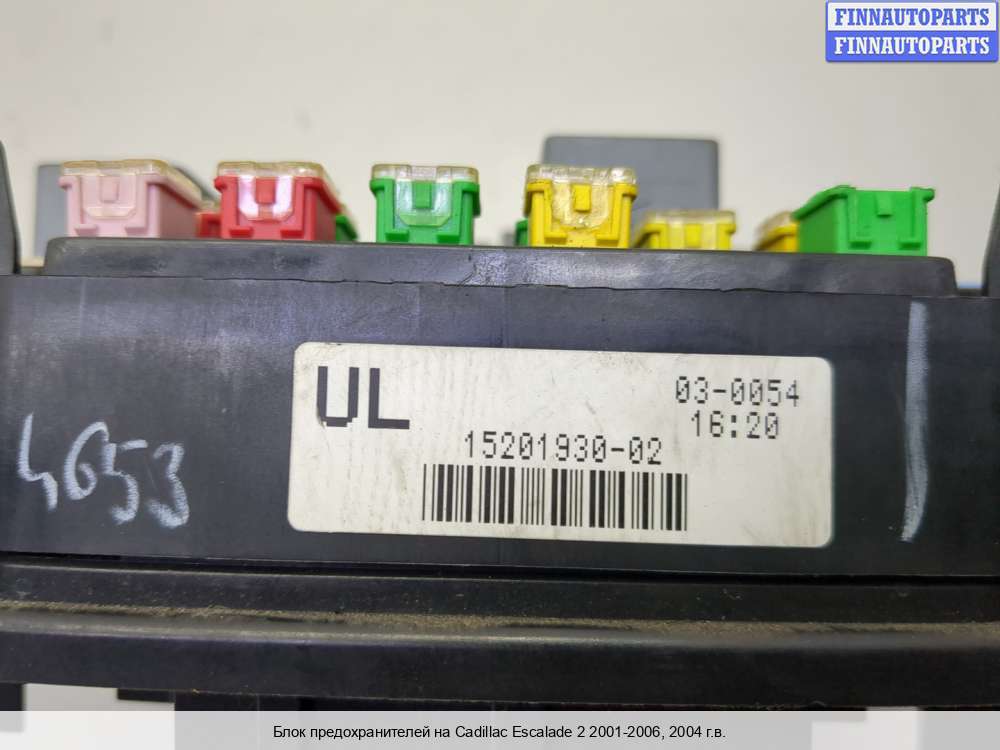 FINNAUTOPARTS
FINNAUTOPARTS
UL
03-0054
16:20
15201930-02
4653
Блок предохранителей на Cadillac Escalade 2 2001-2006, 2004 г.в.